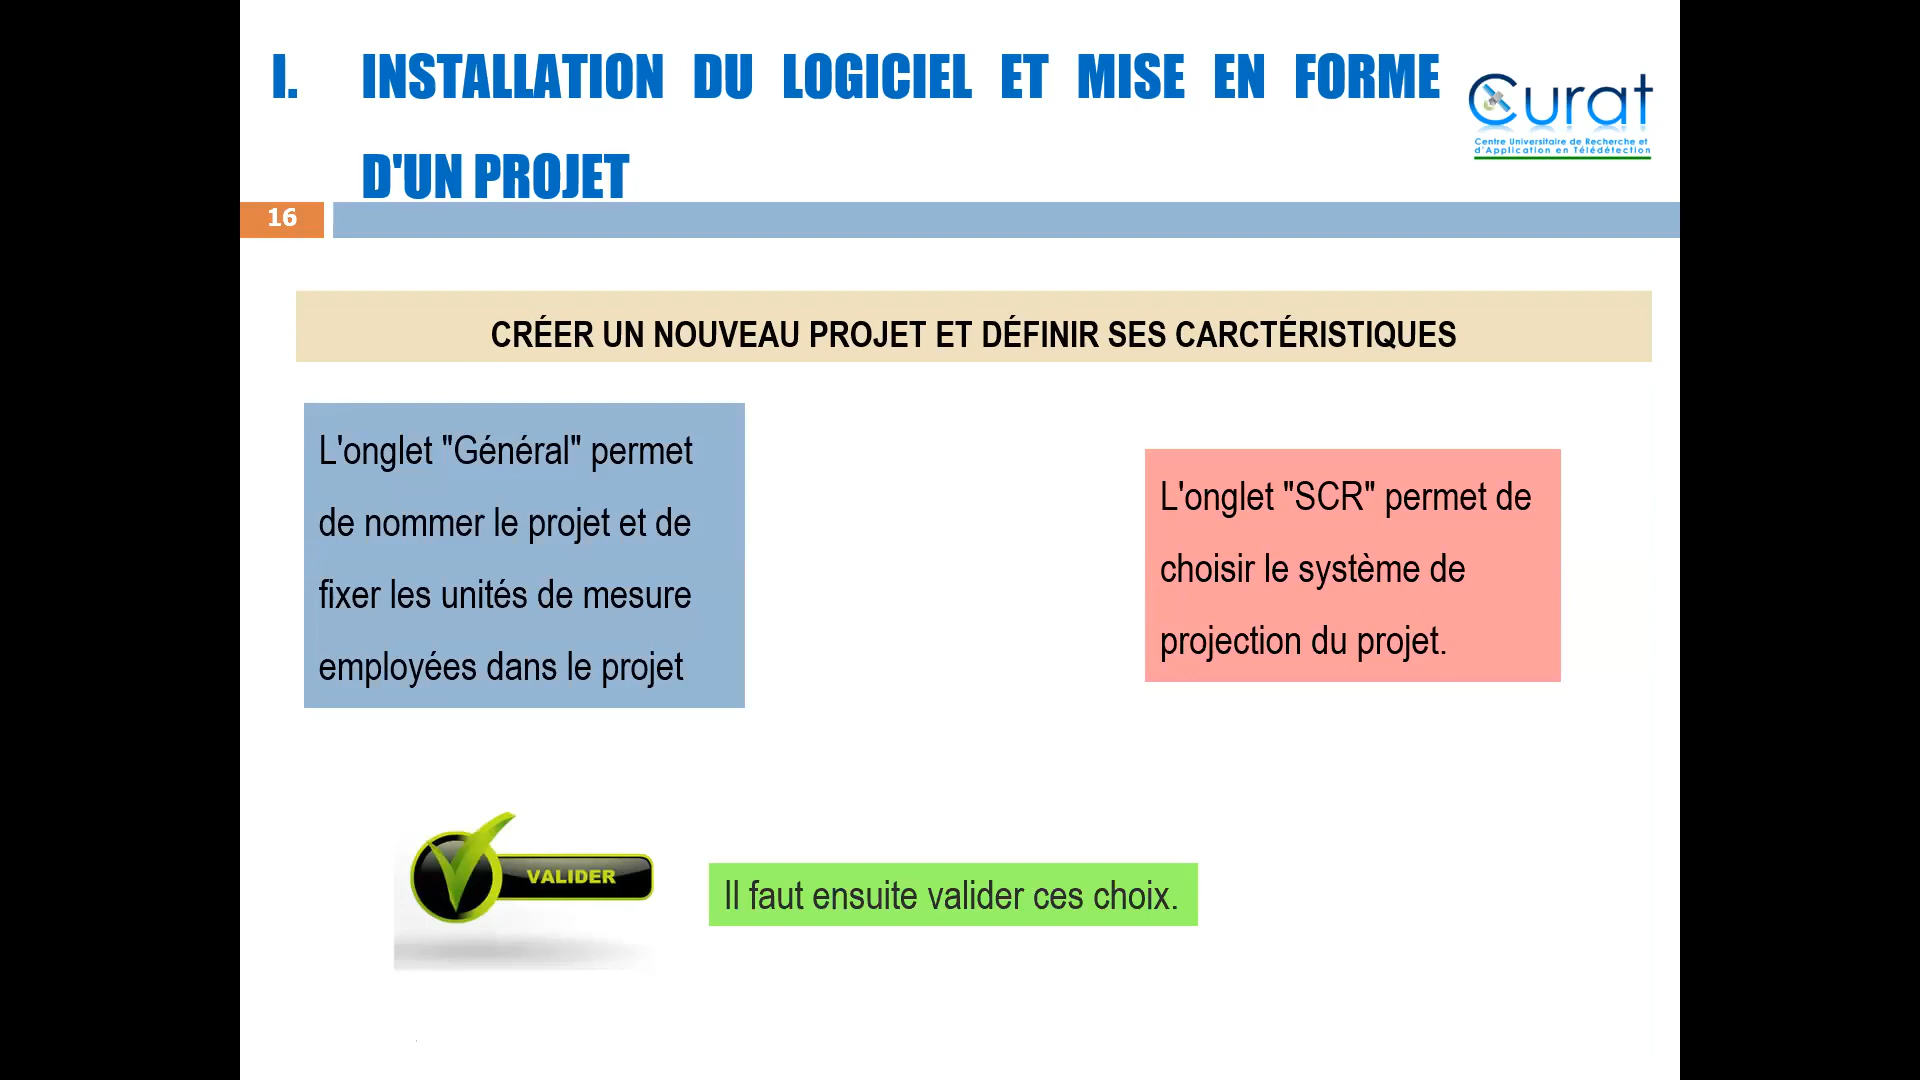 I. INSTALLATION DU LOGICIEL ET MISE EN FORME
D'UN PROJET
Curat
Centre Universitaire de Recherche et
d'Application en Télédétection
16
CRÉER UN NOUVEAU PROJET ET DÉFINIR SES CARCTÉRISTIQUES
L'onglet "Général" permet
de nommer le projet et de
fixer les unités de mesure
employées dans le projet
L'onglet "SCR" permet de
choisir le système de
projection du projet.
VALIDER
Il faut ensuite valider ces choix.